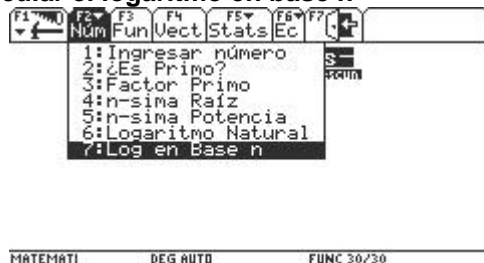 ular el logaritmo en base n
F1 F2 F3 F4 F5 F6 F7
Núm Fun Vect Stats Ec
1:Ingresar número
2:¿Es Primo?
3:Factor Primo
4:n-sima Raíz
5:n-sima Potencia
6:Logaritmo Natural
7:Log en Base n
MATEMATI DEG AUTO FUNC 30/30